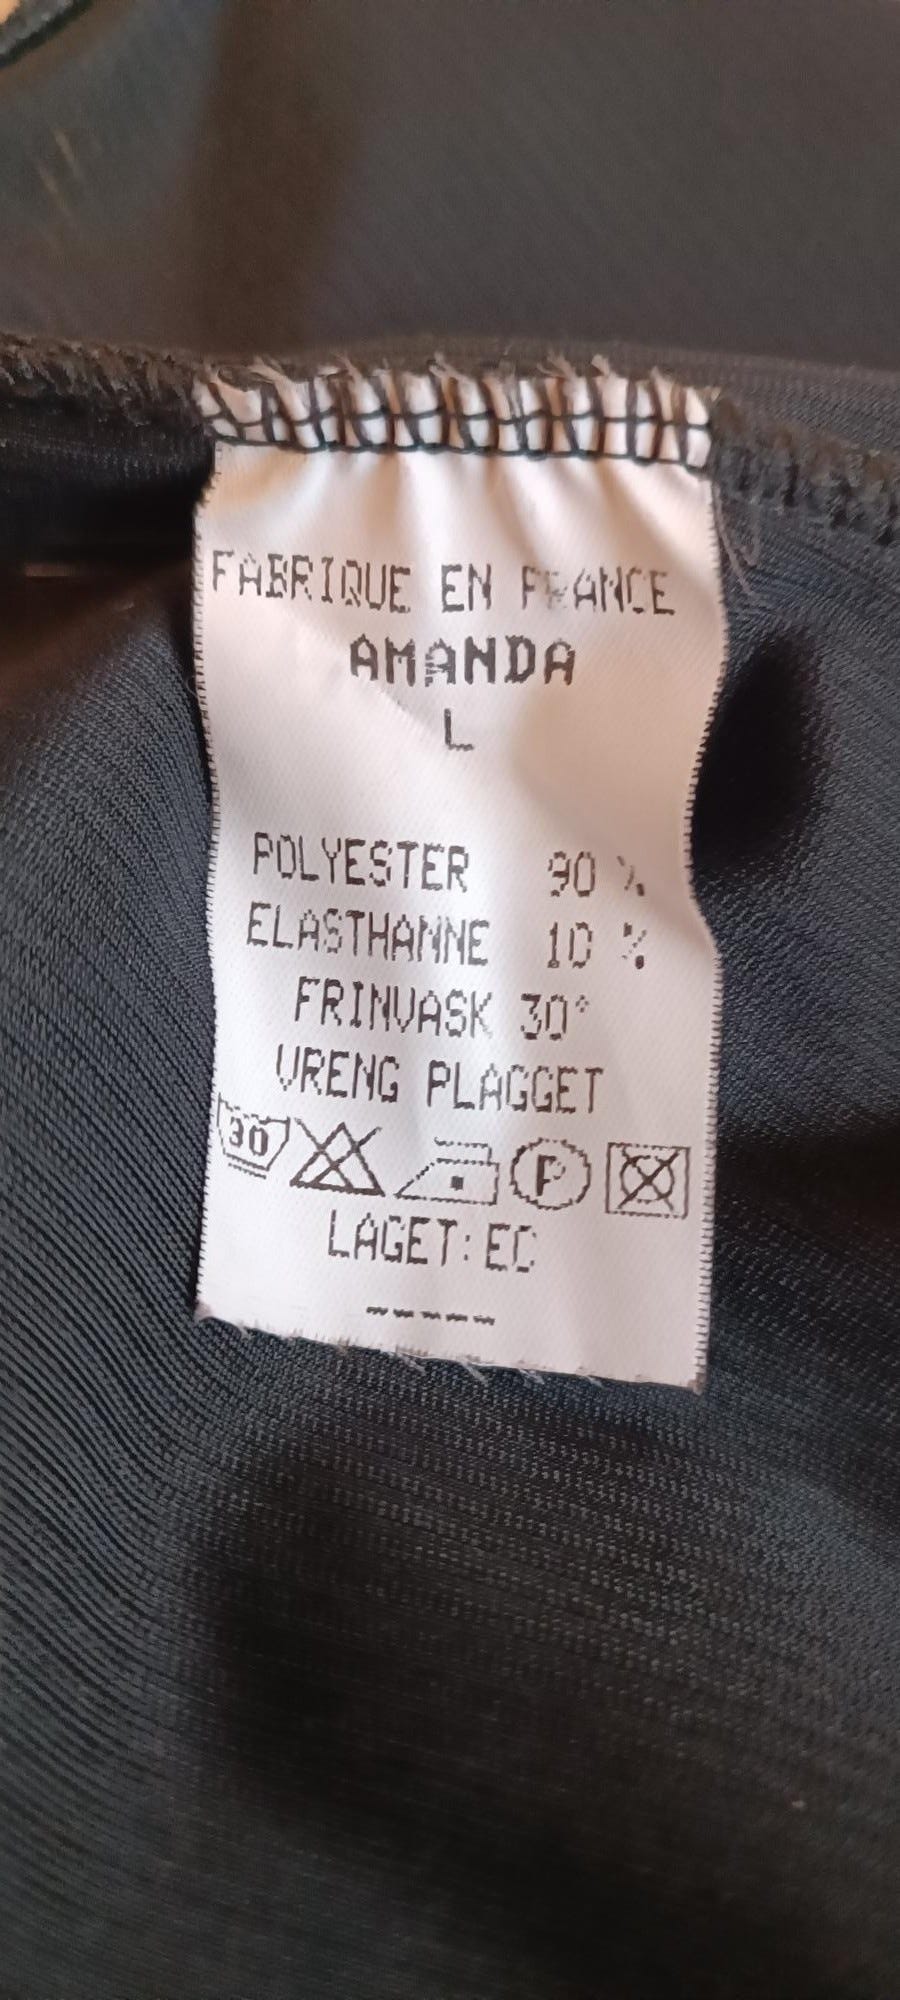 FABRIQUE EN FRANCE
AMANDA
L
POLYESTER 90 %
ELASTHANNE 10 %
FRINVASK 30°
VRENG PLAGGET
30 P
LAGET: EC